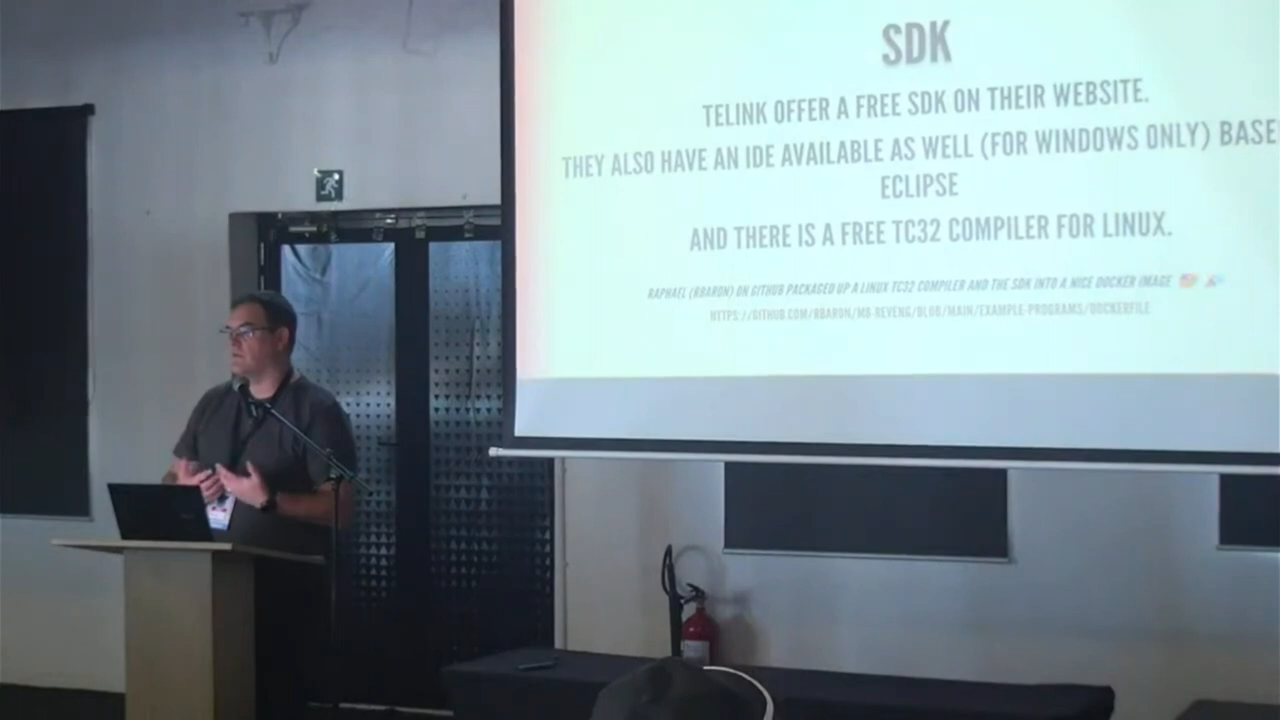 SDK
TELINK OFFER A FREE SDK ON THEIR WEBSITE.
THEY ALSO HAVE AN IDE AVAILABLE AS WELL (FOR WINDOWS ONLY) BASE
ECLIPSE
AND THERE IS A FREE TC32 COMPILER FOR LINUX.
RAPHAEL (RBARON) ON GITHUB PACKAGED UP A LINUX TC32 COMPILER AND THE SDK INTO A NICE DOCKER IMAGE
HTTPS://GITHUB.COM/RBARON/M8-REVENG/BLOB/MAIN/EXAMPLE-PROGRAMS/DOCKERFILE